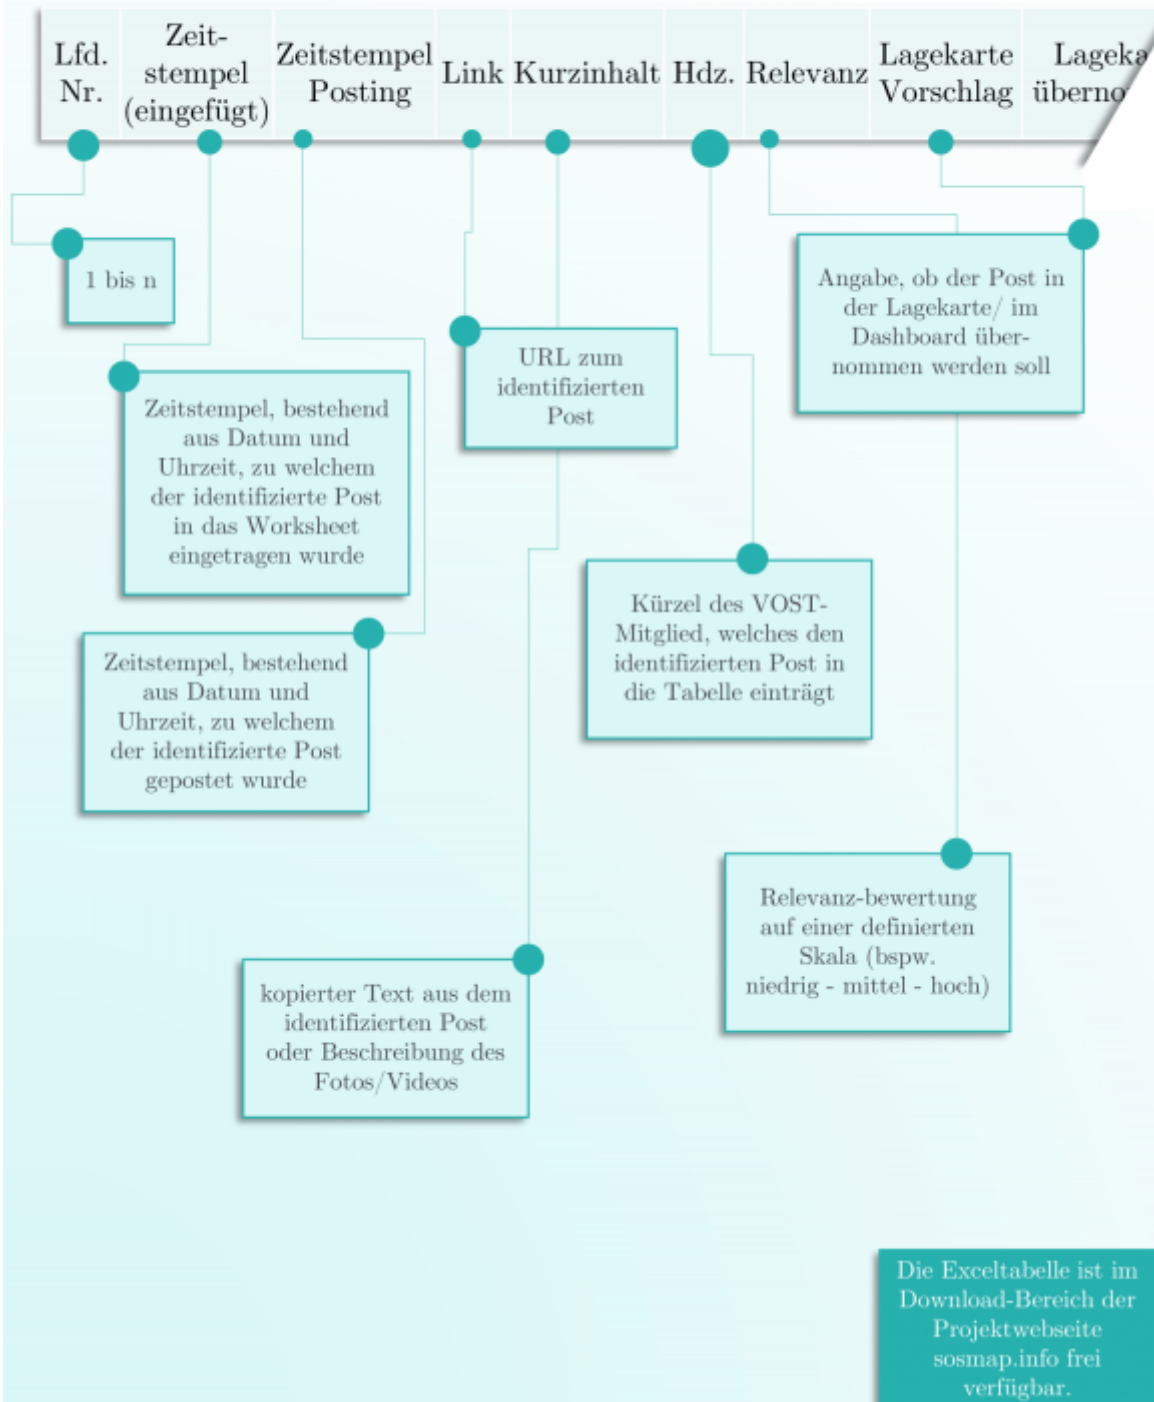 Lfd.
Nr.
Zeit-
stempel
(eingefügt)
Zeitstempel
Posting
Link
Kurzinhalt
Hdz.
Relevanz
Lagekarte
Vorschlag
Lageka
überno
1 bis n
Angabe, ob der Post in
der Lagekarte/ im
Dashboard über-
nommen werden soll
URL zum
identifizierten
Post
Zeitstempel, bestehend
aus Datum und
Uhrzeit, zu welchem
der identifizierte Post
in das Worksheet
eingetragen wurde
Kürzel des VOST-
Mitglied, welches den
identifizierten Post in
die Tabelle einträgt
Zeitstempel, bestehend
aus Datum und
Uhrzeit, zu welchem
der identifizierte Post
gepostet wurde
Relevanz-bewertung
auf einer definierten
Skala (bspw.
niedrig - mittel - hoch)
kopierter Text aus dem
identifizierten Post
oder Beschreibung des
Fotos/Videos
Die Exceltabelle ist im
Download-Bereich der
Projektwebseite
sosmap.info frei
verfügbar.